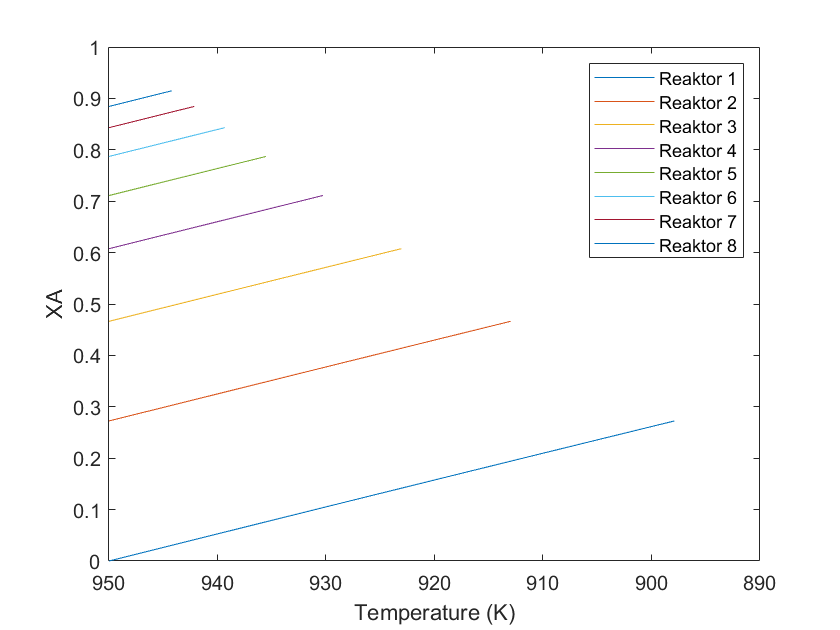 1
0.9
0.8
0.7
0.6
0.5
0.4
0.3
0.2
0.1
0
XA
950
940
930
920
910
900
890
Temperature (K)
Reaktor 1
Reaktor 2
Reaktor 3
Reaktor 4
Reaktor 5
Reaktor 6
Reaktor 7
Reaktor 8